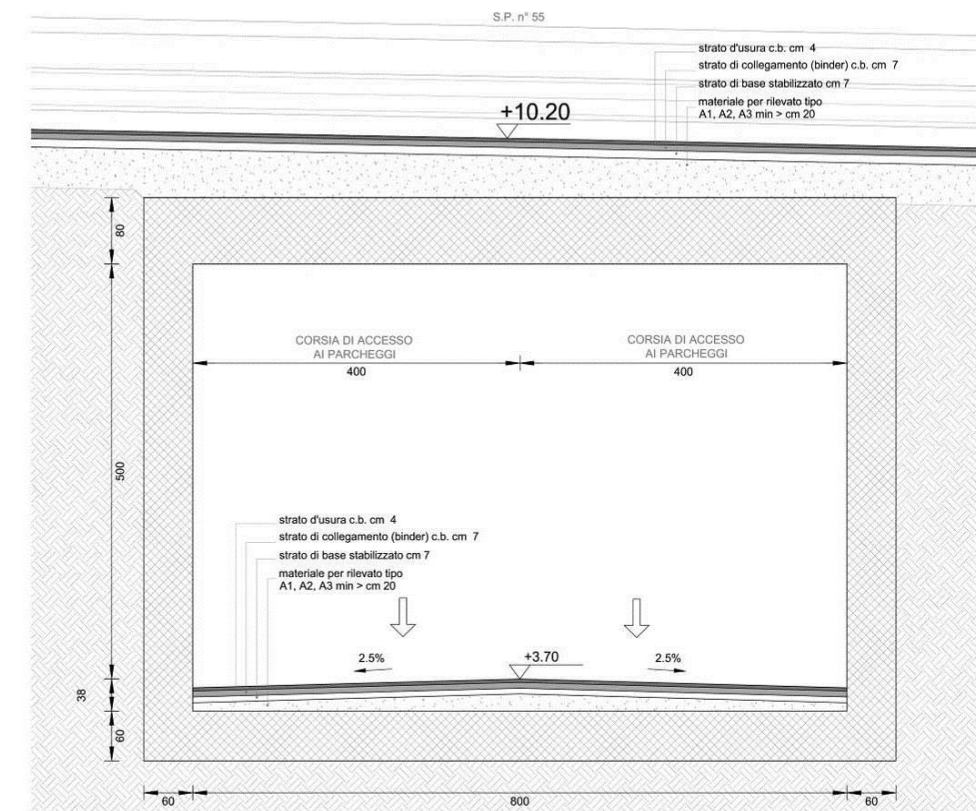 S.P. n° 55
strato d'usura c.b. cm 4
strato di collegamento (binder) c.b. cm 7
strato di base stabilizzato cm 7
materiale per rilevato tipo
A1, A2, A3 min > cm 20
+10.20
80
CORSIA DI ACCESSO
AI PARCHEGGI
400
CORSIA DI ACCESSO
AI PARCHEGGI
400
500
strato d'usura c.b. cm 4
strato di collegamento (binder) c.b. cm 7
strato di base stabilizzato cm 7
materiale per rilevato tipo
A1, A2, A3 min > cm 20
2.5%
+3.70
2.5%
38
60
60
800
60